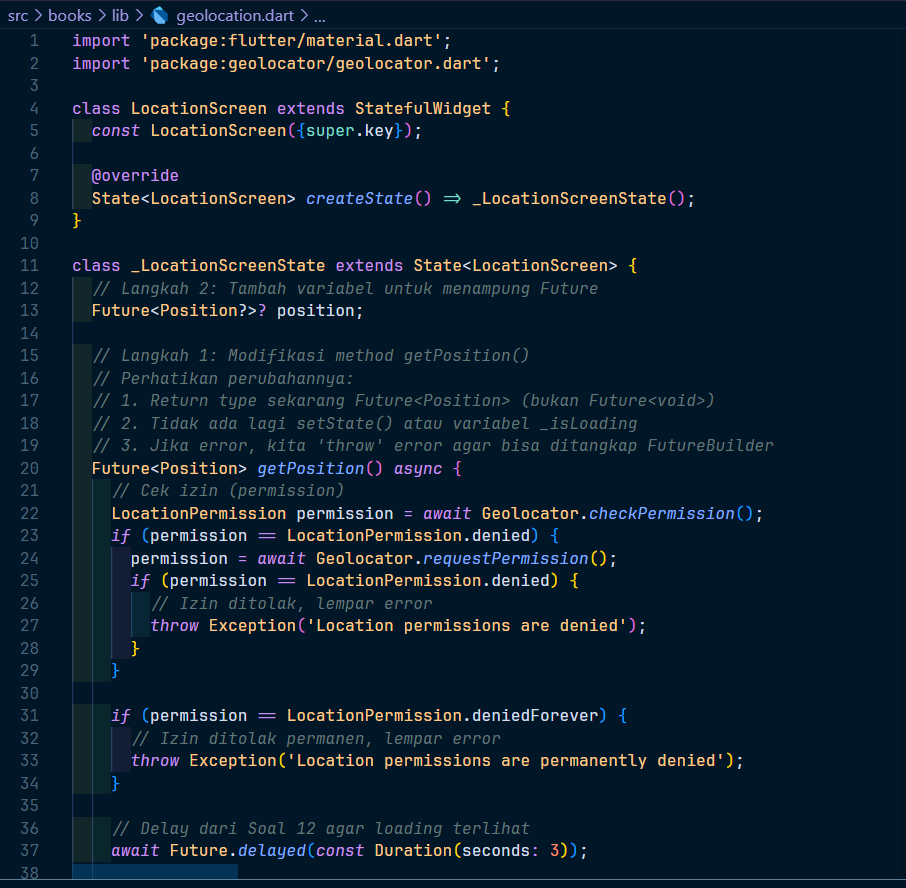 src > books > lib > geolocation.dart > ...
1 import 'package:flutter/material.dart';
2 import 'package:geolocator/geolocator.dart';
3
4 class LocationScreen extends StatefulWidget {
5   const LocationScreen({super.key});
6
7   @override
8   State<LocationScreen> createState() => _LocationScreenState();
9 }
10
11 class _LocationScreenState extends State<LocationScreen> {
12   // Langkah 2: Tambah variabel untuk menampung Future
13   Future<Position?>? position;
14
15   // Langkah 1: Modifikasi method getPosition()
16   // Perhatikan perubahannya:
17   // 1. Return type sekarang Future<Position> (bukan Future<void>)
18   // 2. Tidak ada lagi setState() atau variabel _isLoading
19   // 3. Jika error, kita 'throw' error agar bisa ditangkap FutureBuilder
20   Future<Position> getPosition() async {
21     // Cek izin (permission)
22     LocationPermission permission = await Geolocator.checkPermission();
23     if (permission == LocationPermission.denied) {
24       permission = await Geolocator.requestPermission();
25       if (permission == LocationPermission.denied) {
26         // Izin ditolak, lempar error
27         throw Exception('Location permissions are denied');
28       }
29     }
30
31     if (permission == LocationPermission.deniedForever) {
32       // Izin ditolak permanen, lempar error
33       throw Exception('Location permissions are permanently denied');
34     }
35
36     // Delay dari Soal 12 agar loading terlihat
37     await Future.delayed(const Duration(seconds: 3));
38